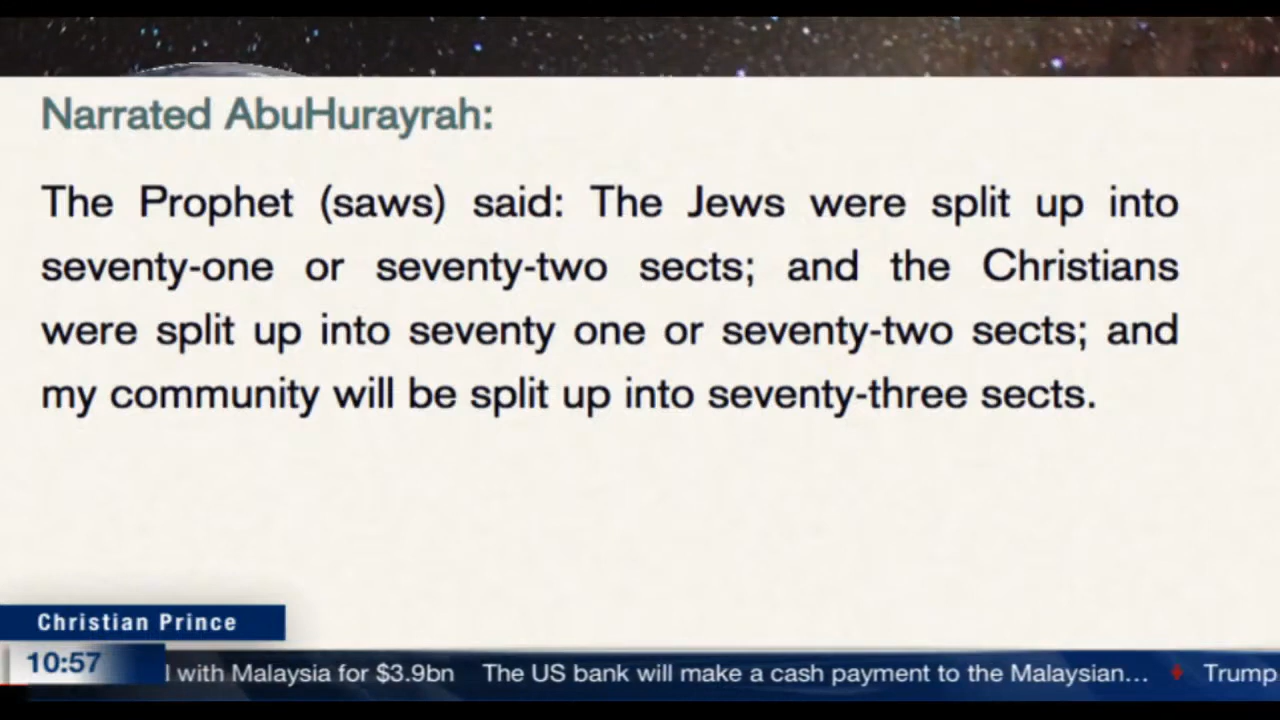 Narrated AbuHurayrah:
The Prophet (saws) said: The Jews were split up into
seventy-one or seventy-two sects; and the Christians
were split up into seventy one or seventy-two sects; and
my community will be split up into seventy-three sects.
Christian Prince
10:57
l with Malaysia for $3.9bn The US bank will make a cash payment to the Malaysian... Trump